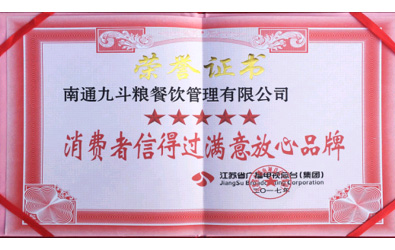 荣誉证书
南通九斗粮餐饮管理有限公司
★★★★★
消费者信得过满意放心品牌
江苏省广播电视总台(集团)
JiangSu Broadcasting Corporation
二〇一七年